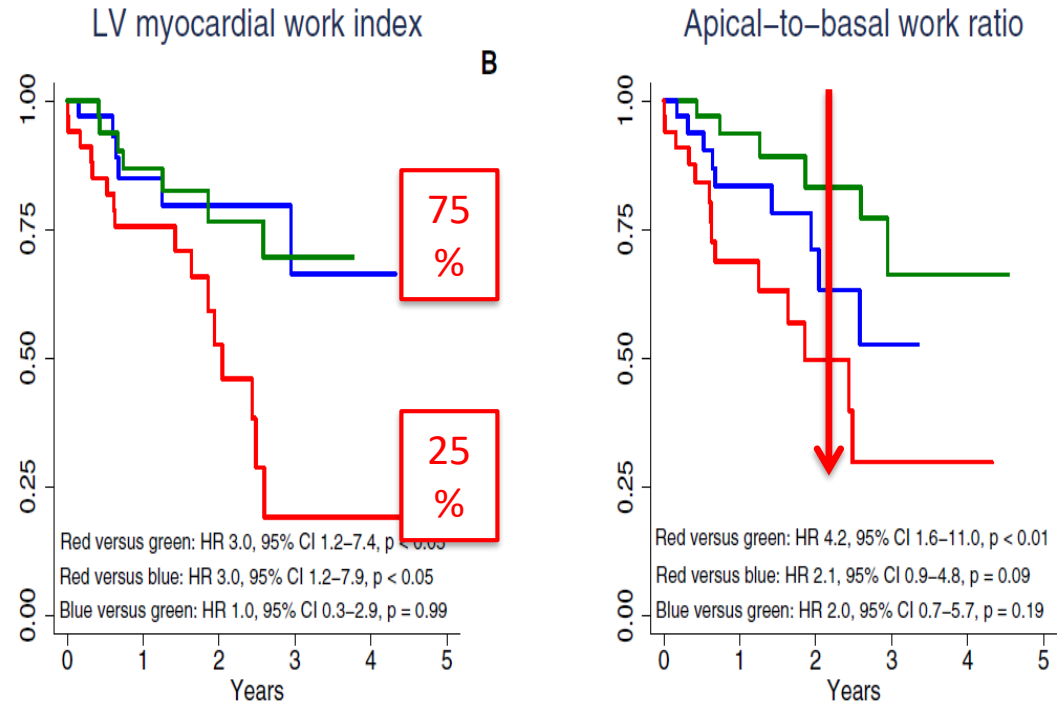 LV myocardial work index
1.00
0.75
0.50
0.25
0.00
75
%
25
%
Red versus green: HR 3.0, 95% CI 1.2–7.4, p < 0.05
Red versus blue: HR 3.0, 95% CI 1.2–7.9, p < 0.05
Blue versus green: HR 1.0, 95% CI 0.3–2.9, p = 0.99
0 1 2 3 4 5
Years
B
Apical–to–basal work ratio
1.00
0.75
0.50
0.25
0.00
Red versus green: HR 4.2, 95% CI 1.6–11.0, p < 0.01
Red versus blue: HR 2.1, 95% CI 0.9–4.8, p = 0.09
Blue versus green: HR 2.0, 95% CI 0.7–5.7, p = 0.19
0 1 2 3 4 5
Years